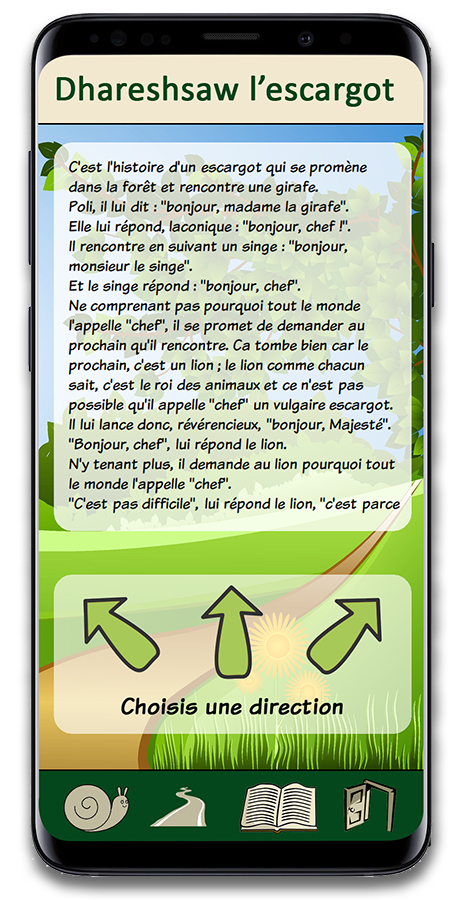 Dhareshsaw l'escargot
C'est l'histoire d'un escargot qui se promène
dans la forêt et rencontre une girafe.
Poli, il lui dit : "bonjour, madame la girafe".
Elle lui répond, laconique : "bonjour, chef !".
Il rencontre en suivant un singe : "bonjour,
monsieur le singe".
Et le singe répond : "bonjour, chef".
Ne comprenant pas pourquoi tout le monde
l'appelle "chef", il se promet de demander au
prochain qu'il rencontre. Ca tombe bien car le
prochain, c'est un lion ; le lion comme chacun
sait, c'est le roi des animaux et ce n'est pas
possible qu'il appelle "chef" un vulgaire escargot.
Il lui lance donc, révérencieux, "bonjour, Majesté".
"Bonjour, chef", lui répond le lion.
N'y tenant plus, il demande au lion pourquoi tout
le monde l'appelle "chef".
"C'est pas difficile", lui répond le lion, "c'est parce
Choisis une direction